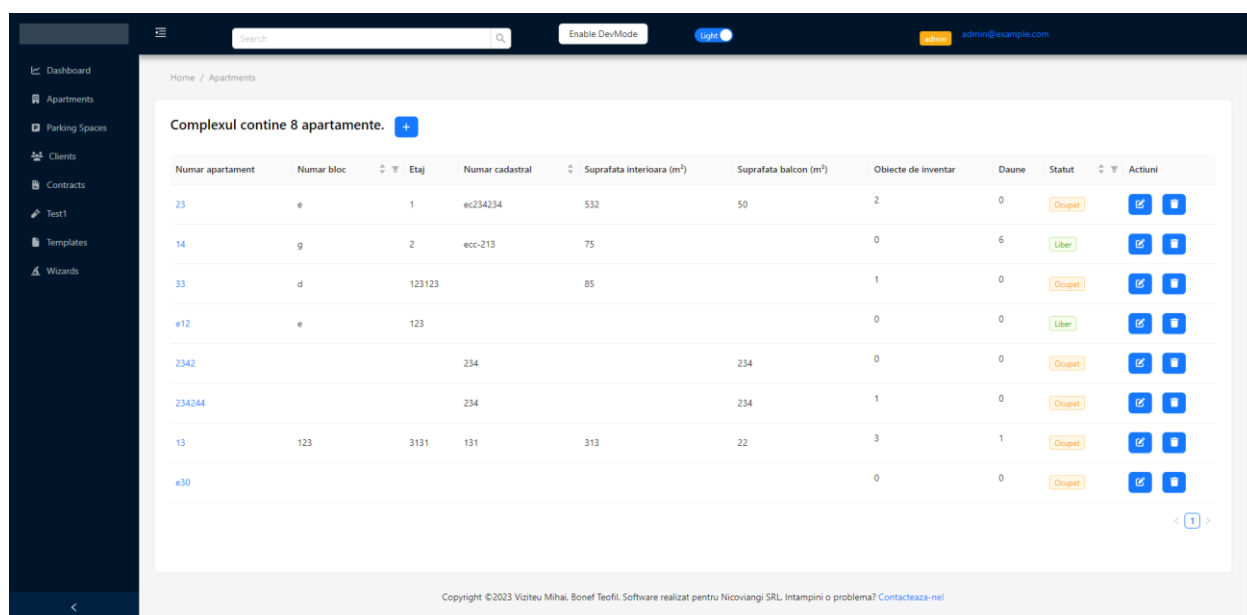 Search Enable DevMode Light admin admin@example.com
Dashboard
Apartments
Parking Spaces
Clients
Contracts
Test1
Templates
Wizards
Home / Apartments
Complexul contine 8 apartamente. +
Numar apartament Numar bloc Etaj Numar cadastral Suprafata interioara (m²) Suprafata balcon (m²) Obiecte de inventar Daune Statut Actiuni
23 e 1 ec234234 532 50 2 0 Ocupat
14 g 2 ecc-213 75 0 6 Liber
33 d 123123 85 1 0 Ocupat
e12 e 123 0 0 Liber
2342 234 234 0 0 Ocupat
234244 234 234 1 0 Ocupat
13 123 3131 131 313 22 3 1 Ocupat
e30 0 0 Ocupat
< 1 >
Copyright ©2023 Viziteu Mihai, Bonef Teofil. Software realizat pentru Nicoviangi SRL. Intampini o problema? Contacteaza-ne!